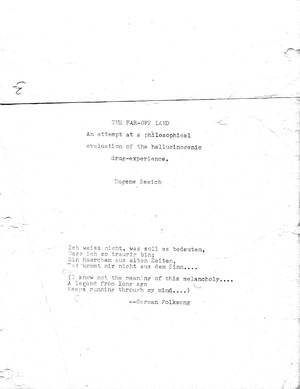 THE FAR-OFF LAND
An attempt at a philosophical
evaluation of the hallucinogenic
drug-experience.
Eugene Seaich
Ich weiss nicht, was soll es bedeuten,
Dass ich so traurig bin;
Ein Maerchen aus alten Zeiten,
Das kommt mir nicht aus dem Sinn....
(I know not the meaning of this melancholy....
A legend from long ago
Keeps running through my mind....)
--German Folksong